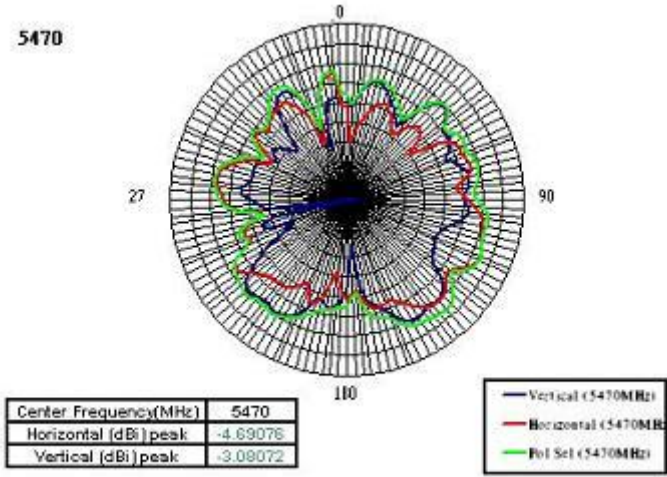 5470
0
27
90
180
Center Frequency(MHz) 5470
Horizontal (dBi)peak -4.69076
Vertical (dBi)peak -3.08072
Vertical (5470MHz)
Horizontal (5470MHz
Pol Sel (5470MHz)